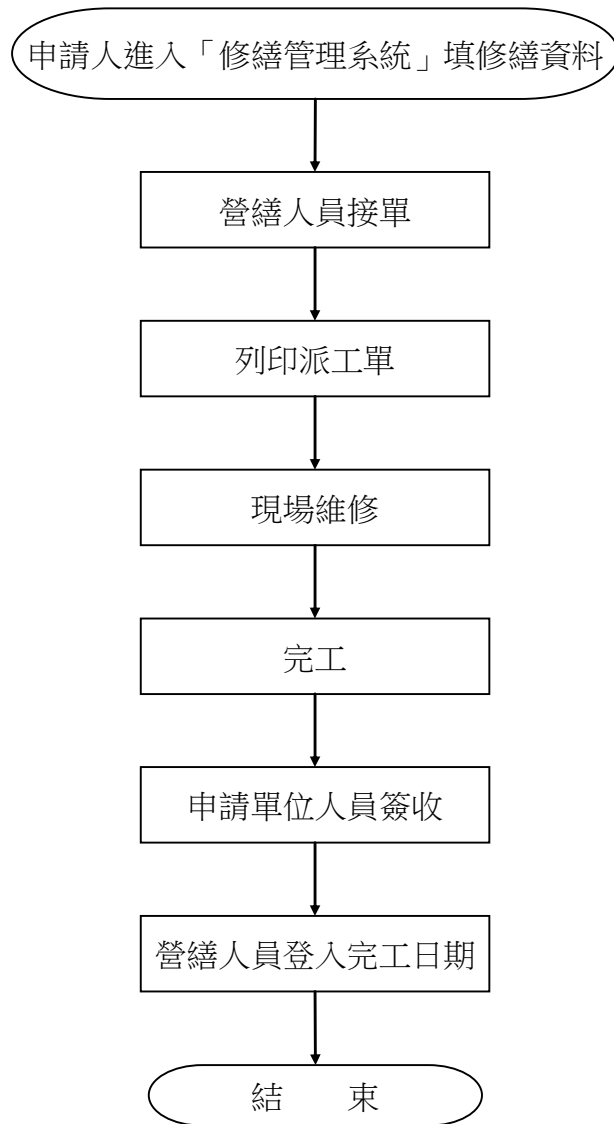 申請人進入「修繕管理系統」填修繕資料
營繕人員接單
列印派工單
現場維修
完工
申請單位人員簽收
營繕人員登入完工日期
結　　束